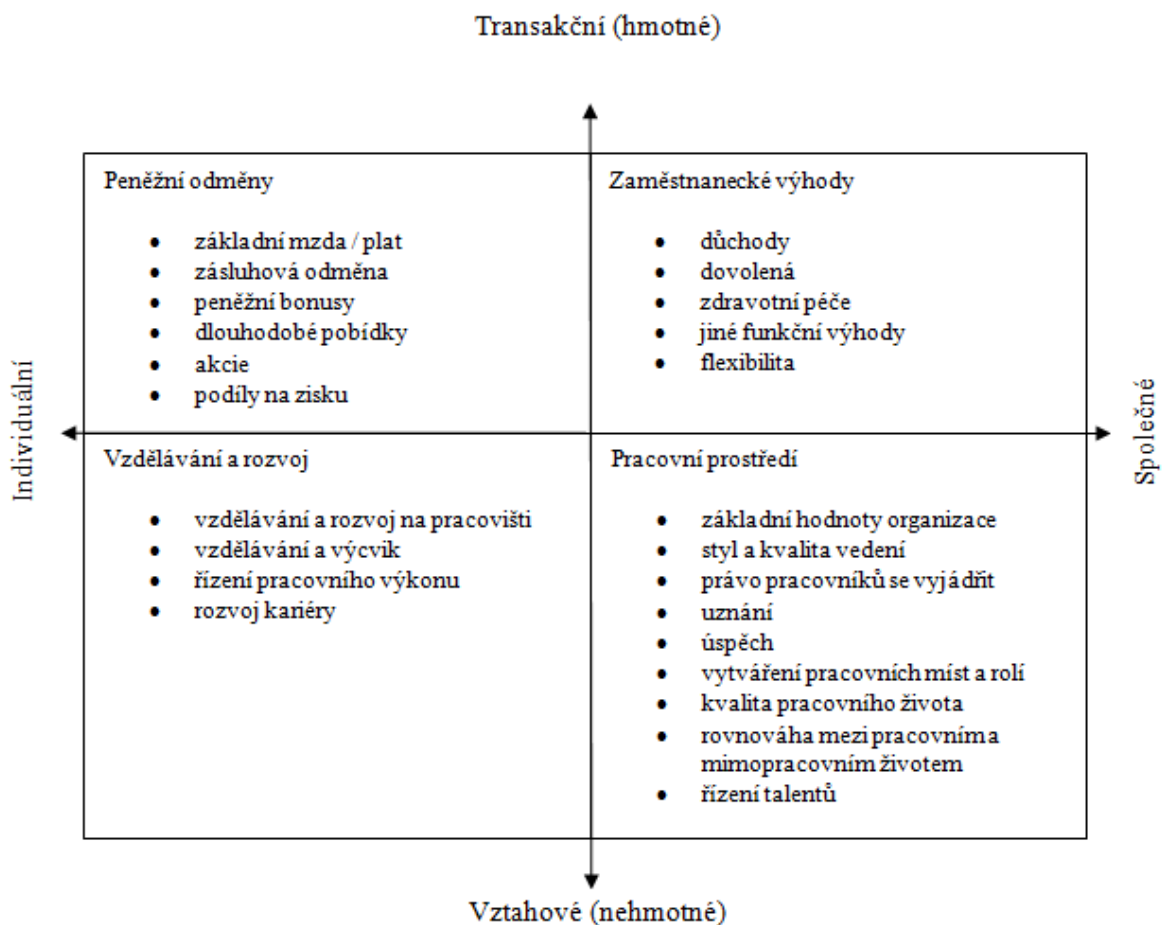 Transakční (hmotné)
Peněžní odměny
• základní mzda / plat
• zásluhová odměna
• peněžní bonusy
• dlouhodobé pobídky
• akcie
• podíly na zisku
Zaměstnanecké výhody
• důchody
• dovolená
• zdravotní péče
• jiné funkční výhody
• flexibilita
Individuální
Společné
Vzdělávání a rozvoj
• vzdělávání a rozvoj na pracovišti
• vzdělávání a výcvik
• řízení pracovního výkonu
• rozvoj kariéry
Pracovní prostředí
• základní hodnoty organizace
• styl a kvalita vedení
• právo pracovníků se vyjádřit
• uznání
• úspěch
• vytváření pracovních míst a rolí
• kvalita pracovního života
• rovnováha mezi pracovním a
mimopracovním životem
• řízení talentů
Vztahové (nehmotné)